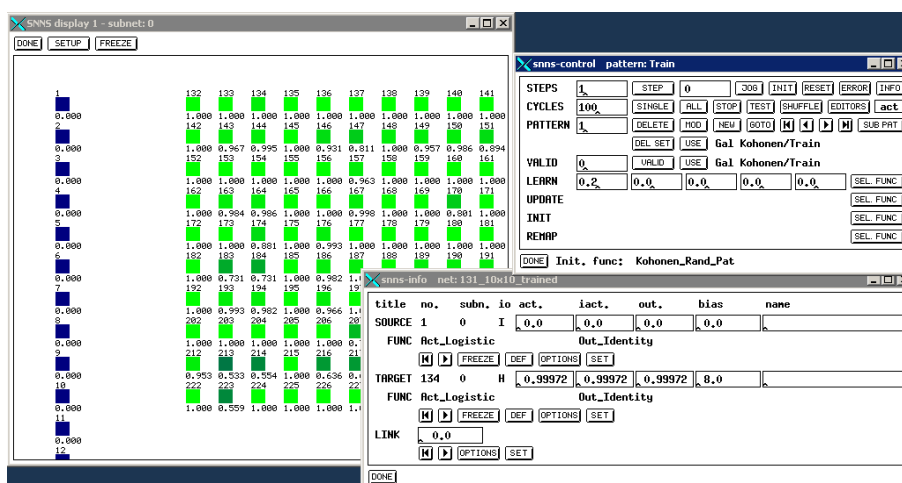 SNNS display 1 - subnet: 0
DONE SETUP FREEZE
1 132 133 134 135 136 137 138 139 140 141
0.000 1.000 1.000 1.000 1.000 1.000 1.000 1.000 1.000 1.000 1.000
2 142 143 144 145 146 147 148 149 150 151
0.000 1.000 0.967 0.995 1.000 0.931 0.811 1.000 0.957 0.986 0.894
3 152 153 154 155 156 157 158 159 160 161
0.000 1.000 1.000 1.000 1.000 1.000 0.963 1.000 1.000 1.000 1.000
4 162 163 164 165 166 167 168 169 170 171
0.000 1.000 0.984 0.986 1.000 1.000 0.998 1.000 1.000 0.801 1.000
5 172 173 174 175 176 177 178 179 180 181
0.000 1.000 1.000 0.881 1.000 0.993 1.000 1.000 1.000 1.000 1.000
6 182 183 184 185 186 187 188 189 190 191
0.000 1.000 0.731 0.731 1.000 0.982
7 192 193 194 195 196
0.000 1.000 0.993 0.982 1.000 0.966
8 202 203 204 205 206
0.000 1.000 1.000 1.000 1.000 1.000
9 212 213 214 215 216
0.000 0.953 0.533 0.554 1.000 0.636
10 222 223 224 225 226
0.000 1.000 0.559 1.000 1.000 1.000
11
0.000
12
snns-control pattern: Train
STEPS 1 STEP 0 JOG INIT RESET ERROR INFO
CYCLES 100 SINGLE ALL STOP TEST SHUFFLE EDITORS act
PATTERN 1 DELETE MOD NEW GOTO SUB PAT
DEL SET USE Gal Kohonen/Train
VALID 0 VALID USE Gal Kohonen/Train
LEARN 0.2 0.0 0.0 0.0 0.0 SEL. FUNC
UPDATE SEL. FUNC
INIT SEL. FUNC
REMAP SEL. FUNC
DONE Init. func: Kohonen_Rand_Pat
snns-info net: 131_10x10_trained
title no. subn. io act. iact. out. bias name
SOURCE 1 0 I 0.0 0.0 0.0 0.0
FUNC Act_Logistic Out_Identity
FREEZE DEF OPTIONS SET
TARGET 134 0 H 0.99972 0.99972 0.99972 8.0
FUNC Act_Logistic Out_Identity
FREEZE DEF OPTIONS SET
LINK 0.0
OPTIONS SET
DONE